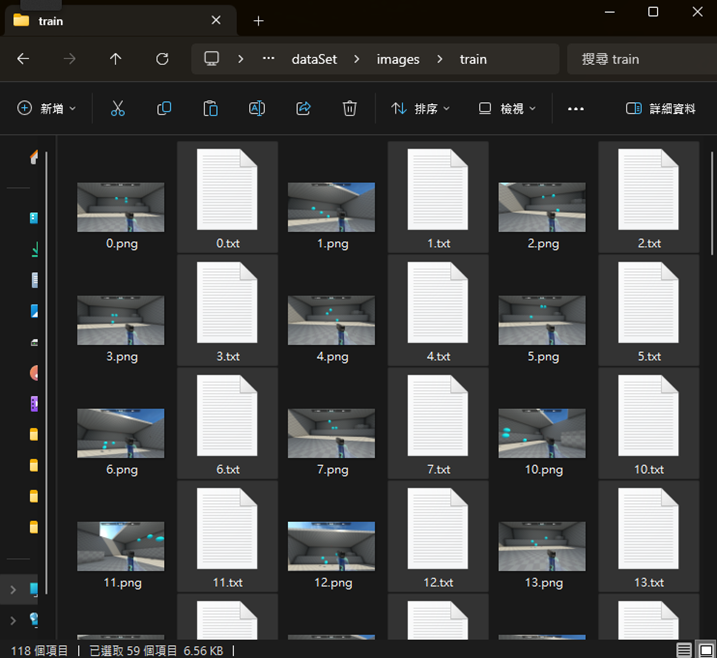 train
dataSet
images
train
搜尋 train
新增
排序
檢視
詳細資料
0.png
0.txt
1.png
1.txt
2.png
2.txt
3.png
3.txt
4.png
4.txt
5.png
5.txt
6.png
6.txt
7.png
7.txt
10.png
10.txt
11.png
11.txt
12.png
12.txt
13.png
13.txt
118 個項目
已選取 59 個項目 6.56 KB